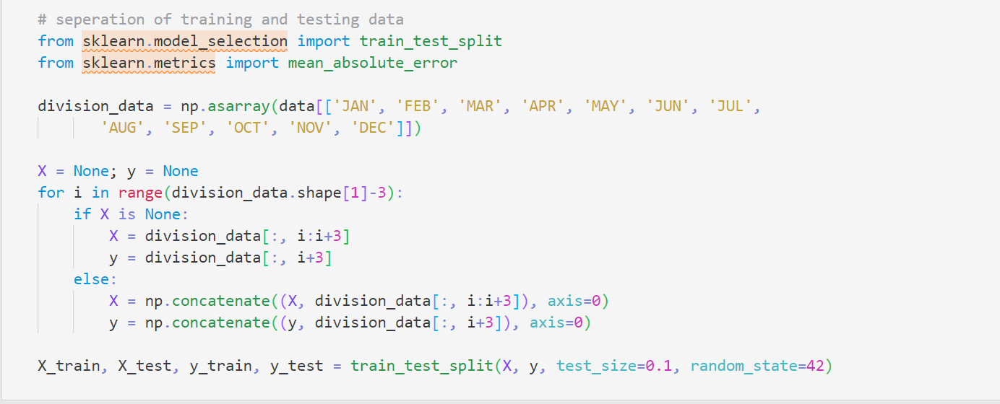 # seperation of training and testing data
from sklearn.model_selection import train_test_split
from sklearn.metrics import mean_absolute_error
division_data = np.asarray(data[['JAN', 'FEB', 'MAR', 'APR', 'MAY', 'JUN', 'JUL',
'AUG', 'SEP', 'OCT', 'NOV', 'DEC']])
X = None; y = None
for i in range(division_data.shape[1]-3):
if X is None:
X = division_data[:, i:i+3]
y = division_data[:, i+3]
else:
X = np.concatenate((X, division_data[:, i:i+3]), axis=0)
y = np.concatenate((y, division_data[:, i+3]), axis=0)
X_train, X_test, y_train, y_test = train_test_split(X, y, test_size=0.1, random_state=42)